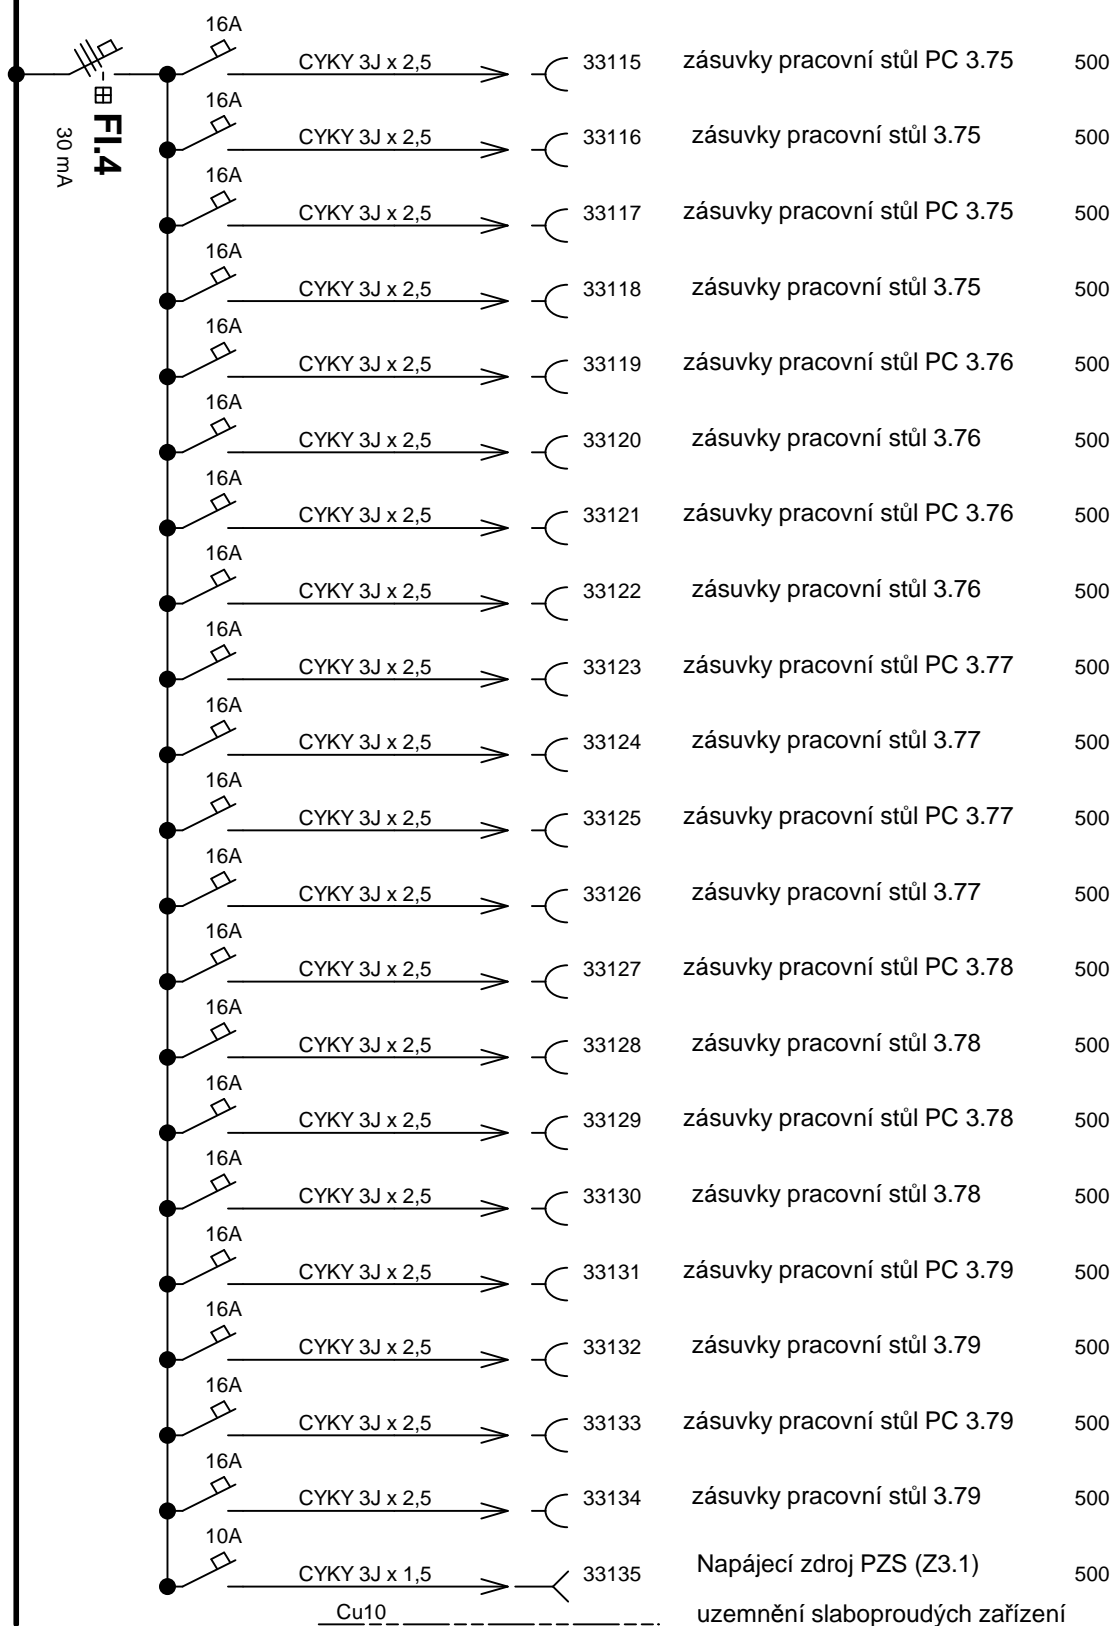 16A
CYKY 3J x 2,5 33115 zásuvky pracovní stůl PC 3.75 500
FI.4
30 mA
16A
CYKY 3J x 2,5 33116 zásuvky pracovní stůl 3.75 500
16A
CYKY 3J x 2,5 33117 zásuvky pracovní stůl PC 3.75 500
16A
CYKY 3J x 2,5 33118 zásuvky pracovní stůl 3.75 500
16A
CYKY 3J x 2,5 33119 zásuvky pracovní stůl PC 3.76 500
16A
CYKY 3J x 2,5 33120 zásuvky pracovní stůl 3.76 500
16A
CYKY 3J x 2,5 33121 zásuvky pracovní stůl PC 3.76 500
16A
CYKY 3J x 2,5 33122 zásuvky pracovní stůl 3.76 500
16A
CYKY 3J x 2,5 33123 zásuvky pracovní stůl PC 3.77 500
16A
CYKY 3J x 2,5 33124 zásuvky pracovní stůl 3.77 500
16A
CYKY 3J x 2,5 33125 zásuvky pracovní stůl PC 3.77 500
16A
CYKY 3J x 2,5 33126 zásuvky pracovní stůl 3.77 500
16A
CYKY 3J x 2,5 33127 zásuvky pracovní stůl PC 3.78 500
16A
CYKY 3J x 2,5 33128 zásuvky pracovní stůl 3.78 500
16A
CYKY 3J x 2,5 33129 zásuvky pracovní stůl PC 3.78 500
16A
CYKY 3J x 2,5 33130 zásuvky pracovní stůl 3.78 500
16A
CYKY 3J x 2,5 33131 zásuvky pracovní stůl PC 3.79 500
16A
CYKY 3J x 2,5 33132 zásuvky pracovní stůl 3.79 500
16A
CYKY 3J x 2,5 33133 zásuvky pracovní stůl PC 3.79 500
16A
CYKY 3J x 2,5 33134 zásuvky pracovní stůl 3.79 500
10A
CYKY 3J x 1,5 33135 Napájecí zdroj PZS (Z3.1) 500
Cu10 uzemnění slaboproudých zařízení